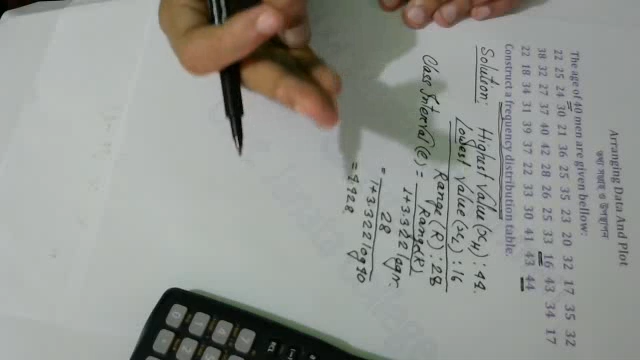 Arranging Data And Plot
তথ্য সাজানো ও উপস্থাপন
The age of 40 men are given bellow:
22 25 24 30 21 36 25 35 23 20 32 17 35 32
38 32 27 37 40 42 28 26 25 33 16 43 34 17
22 18 34 31 39 37 22 33 30 41 43 44
Construct a frequency distribution table.
Solution: Highest value (xH): 44.
Lowest value (xL): 16
Range (R): 28
Class Interval (c) = Range(R)
1+3.322 log n.
= 28
1+3.322 log 40